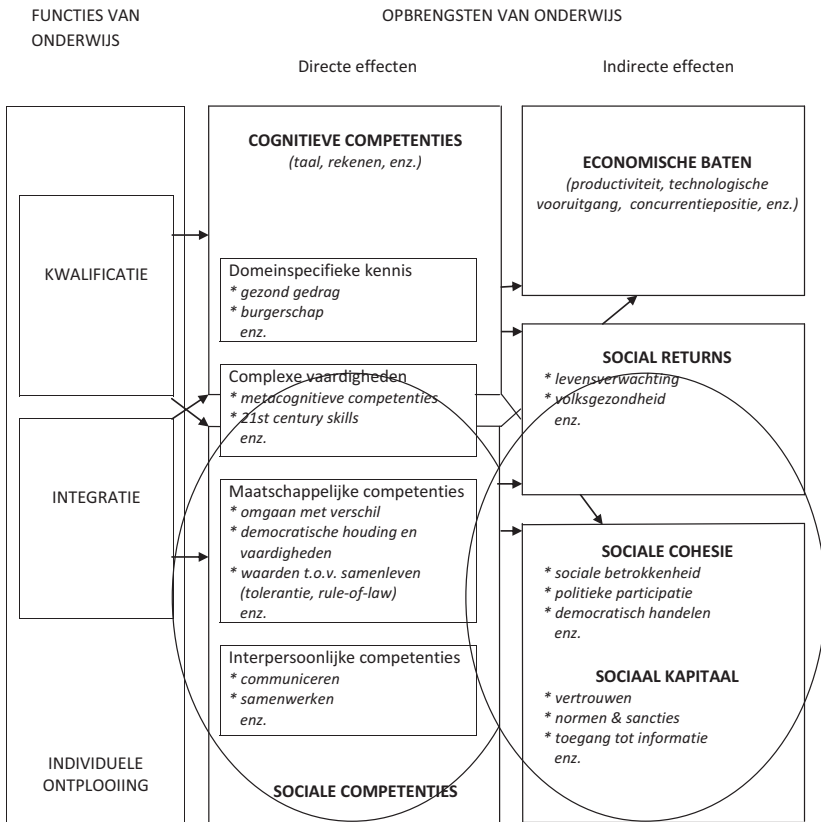 FUNCTIES VAN
ONDERWIJS
OPBRENGSTEN VAN ONDERWIJS
Directe effecten
Indirecte effecten
KWALIFICATIE
INTEGRATIE
INDIVIDUELE
ONTPLOOIING
COGNITIEVE COMPETENTIES
(taal, rekenen, enz.)
Domeinspecifieke kennis
* gezond gedrag
* burgerschap
enz.
Complexe vaardigheden
* metacognitieve competenties
* 21st century skills
enz.
Maatschappelijke competenties
* omgaan met verschil
* democratische houding en
vaardigheden
* waarden t.o.v. samenleven
(tolerantie, rule-of-law)
enz.
Interpersoonlijke competenties
* communiceren
* samenwerken
enz.
SOCIALE COMPETENTIES
ECONOMISCHE BATEN
(productiviteit, technologische
vooruitgang, concurrentiepositie, enz.)
SOCIAL RETURNS
* levensverwachting
* volksgezondheid
enz.
SOCIALE COHESIE
* sociale betrokkenheid
* politieke participatie
* democratisch handelen
enz.
SOCIAAL KAPITAAL
* vertrouwen
* normen & sancties
* toegang tot informatie
enz.